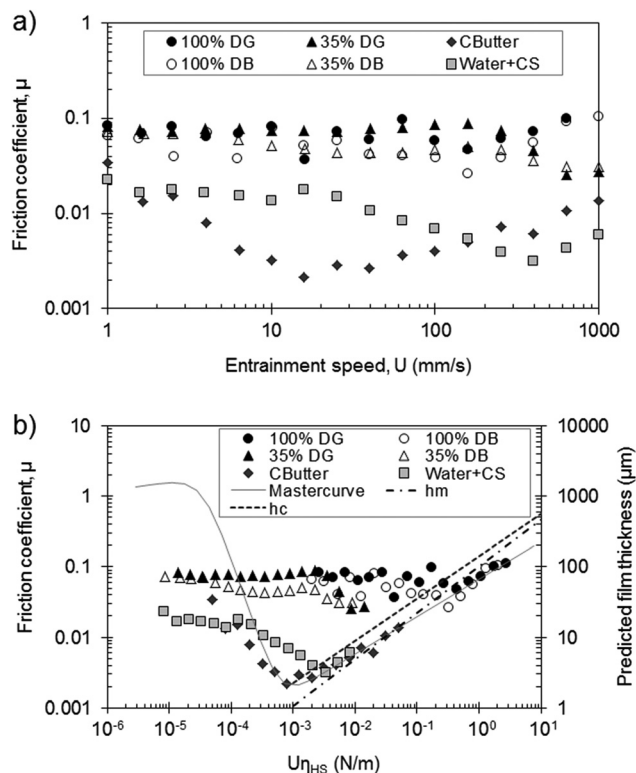 a)
100% DG 35% DG CButter
100% DB 35% DB Water+CS
Friction coefficient, μ
1
0.1
0.01
0.001
1 10 100 1000
Entrainment speed, U (mm/s)
b)
100% DG 100% DB
35% DG 35% DB
CButter Water+CS
Mastercurve hm
hc
Friction coefficient, μ
10
1
0.1
0.01
0.001
Predicted film thickness (μm)
10000
1000
100
10
1
10⁻⁶ 10⁻⁵ 10⁻⁴ 10⁻³ 10⁻² 10⁻¹ 10⁰ 10¹
UηHS (N/m)